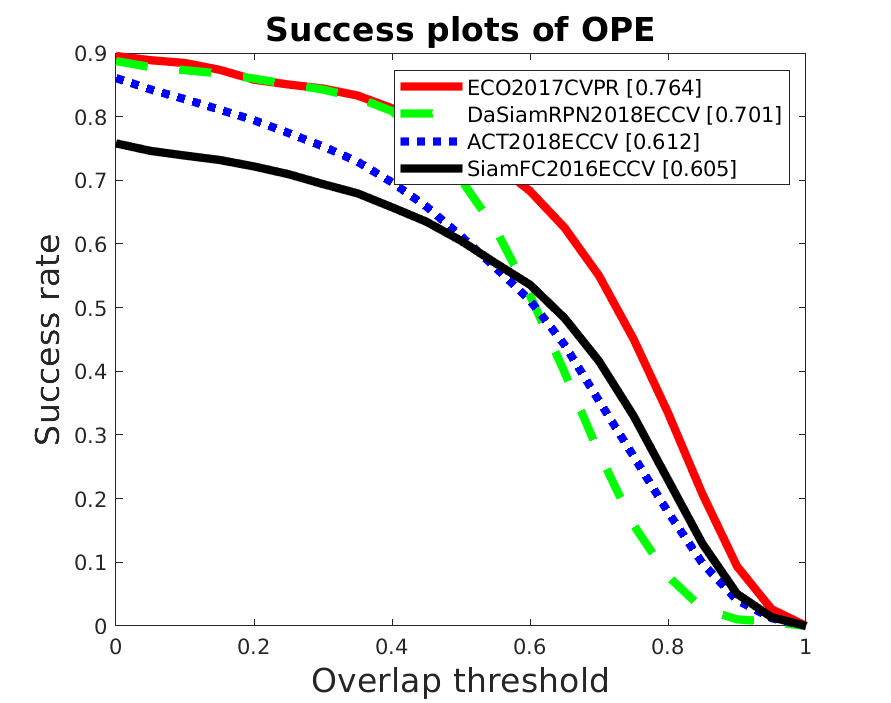 Success plots of OPE
0.9
0.8
0.7
0.6
0.5
0.4
0.3
0.2
0.1
0
Success rate
ECO2017CVPR [0.764]
DaSiamRPN2018ECCV [0.701]
ACT2018ECCV [0.612]
SiamFC2016ECCV [0.605]
0 0.2 0.4 0.6 0.8 1
Overlap threshold